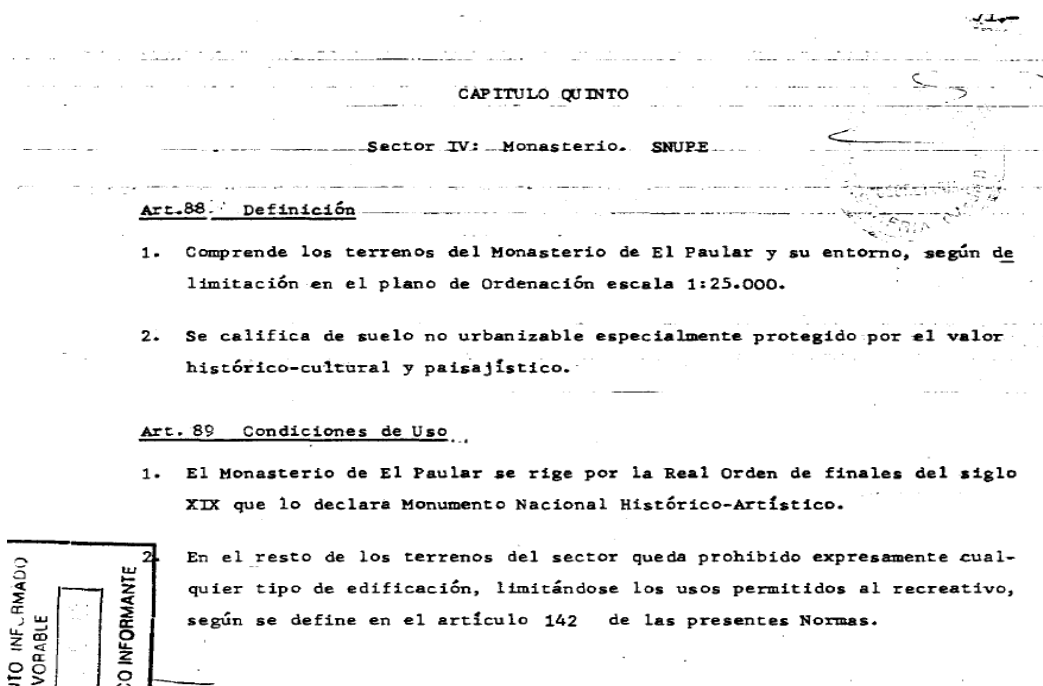 CAPITULO QUINTO
Sector IV: Monasterio. SNUPE
Art.88. Definición
1. Comprende los terrenos del Monasterio de El Paular y su entorno, según de
limitación en el plano de Ordenación escala 1:25.000.
2. Se califica de suelo no urbanizable especialmente protegido por el valor
histórico-cultural y paisajístico.
Art. 89 Condiciones de Uso
1. El Monasterio de El Paular se rige por la Real Orden de finales del siglo
XIX que lo declara Monumento Nacional Histórico-Artístico.
2. En el resto de los terrenos del sector queda prohibido expresamente cual-
quier tipo de edificación, limitándose los usos permitidos al recreativo,
según se define en el artículo 142 de las presentes Normas.
VORABLE
CO INFORMANTE